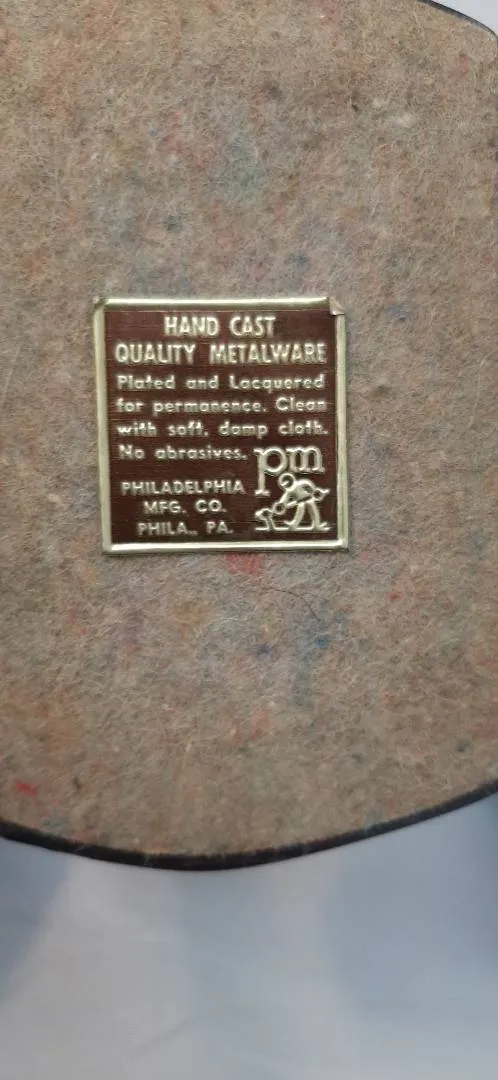 HAND CAST
QUALITY METALWARE
Plated and Lacquered
for permanence. Clean
with soft, damp cloth.
No abrasives.
pm
PHILADELPHIA
MFG. CO.
PHILA., PA.